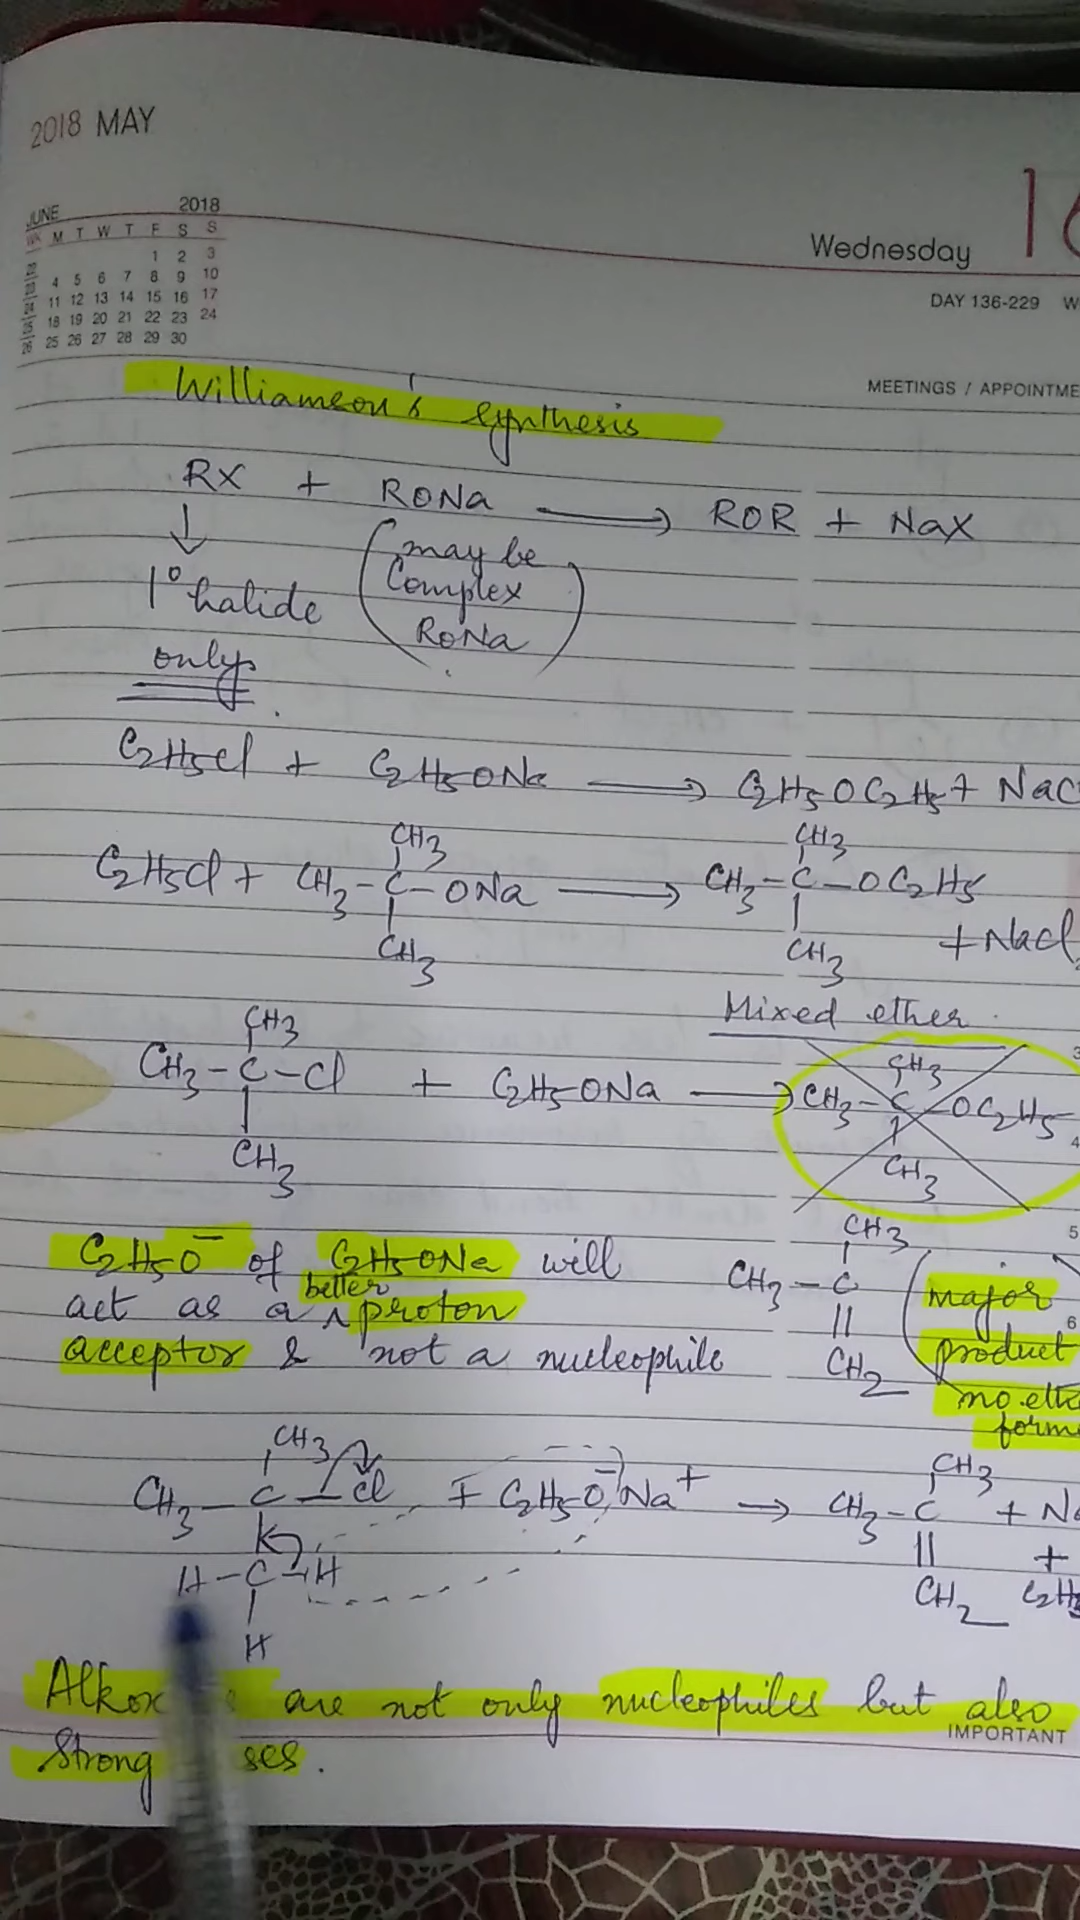 2018 MAY
JUNE 2018
WK M T W T F S S
1 2 3
4 5 6 7 8 9 10
11 12 13 14 15 16 17
18 19 20 21 22 23 24
25 26 27 28 29 30
Wednesday 16
DAY 136-229
MEETINGS / APPOINTME
Williamson's Synthesis
RX + RONa ⟶ ROR + NaX
↓
1° halide
only
(may be
Complex
RONa)
C2H5Cl + C2H5ONa ⟶ C2H5OC2H5 + NaC
CH3 CH3
C2H5Cl + CH3-C-ONa ⟶ CH3-C-OC2H5
CH3 CH3 + NaCl
Mixed ether
CH3 CH3
CH3-C-Cl + C2H5ONa ⟶ CH3-C-OC2H5
CH3 CH3
C2H5O⁻ of C2H5ONa will
act as a better proton
acceptor & not a nucleophile
CH3
CH3-C
||
CH2
major
product
no eth
form
CH3 CH3
CH3-C-Cl + C2H5O⁻Na+ ⟶ CH3-C + N
H-C-H || +
H CH2 C2H
Alkox are not only nucleophiles but also
IMPORTANT
Strong ses.